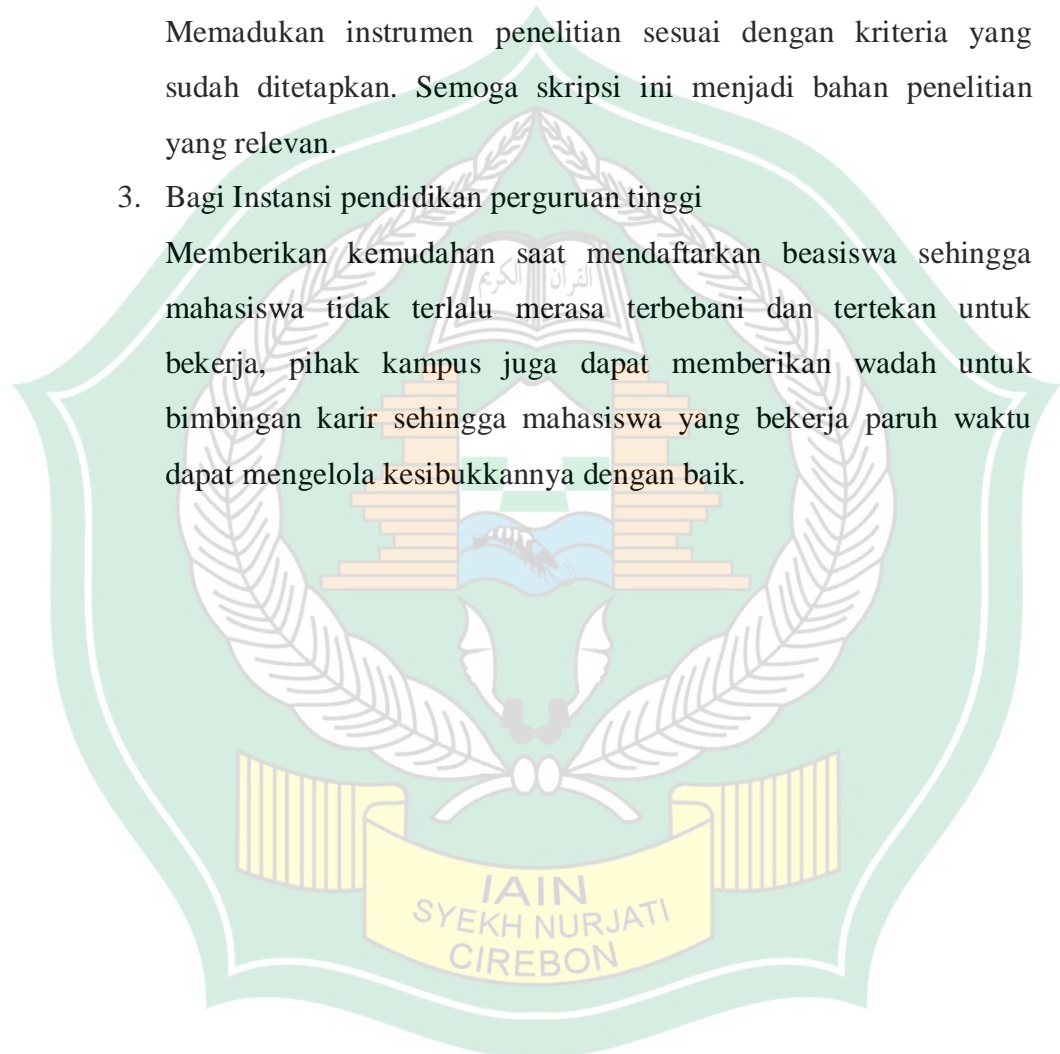 Memadukan instrumen penelitian sesuai dengan kriteria yang
sudah ditetapkan. Semoga skripsi ini menjadi bahan penelitian
yang relevan.
3. Bagi Instansi pendidikan perguruan tinggi
Memberikan kemudahan saat mendaftarkan beasiswa sehingga
mahasiswa tidak terlalu merasa terbebani dan tertekan untuk
bekerja, pihak kampus juga dapat memberikan wadah untuk
bimbingan karir sehingga mahasiswa yang bekerja paruh waktu
dapat mengelola kesibukkannya dengan baik.
القرآن الكريم
IAIN
SYEKH NURJATI
CIREBON